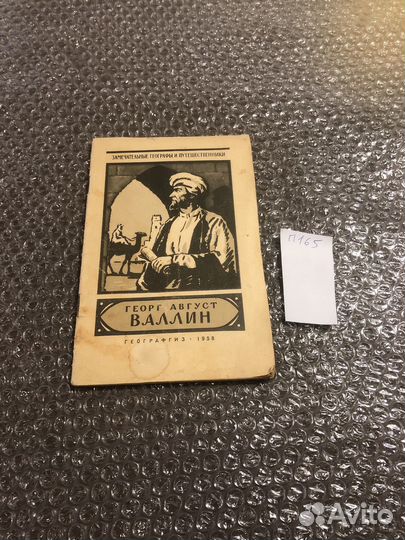 ЗАМЕЧАТЕЛЬНЫЕ ГЕОГРАФЫ И ПУТЕШЕСТВЕННИКИ
ГЕОРГ АВГУСТ
ВАЛЛИН
ГЕОГРАФГИЗ · 1958
П165
Avito